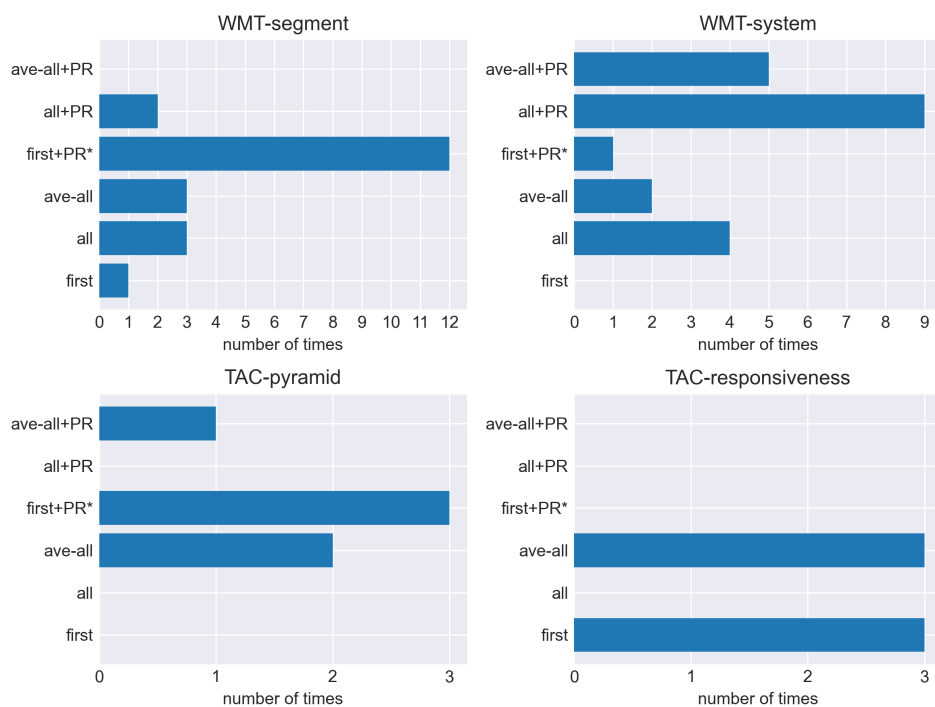 WMT-segment
ave-all+PR
all+PR
first+PR*
ave-all
all
first
0 1 2 3 4 5 6 7 8 9 10 11 12
number of times
WMT-system
ave-all+PR
all+PR
first+PR*
ave-all
all
first
0 1 2 3 4 5 6 7 8 9
number of times
TAC-pyramid
ave-all+PR
all+PR
first+PR*
ave-all
all
first
0 1 2 3
number of times
TAC-responsiveness
ave-all+PR
all+PR
first+PR*
ave-all
all
first
0 1 2 3
number of times